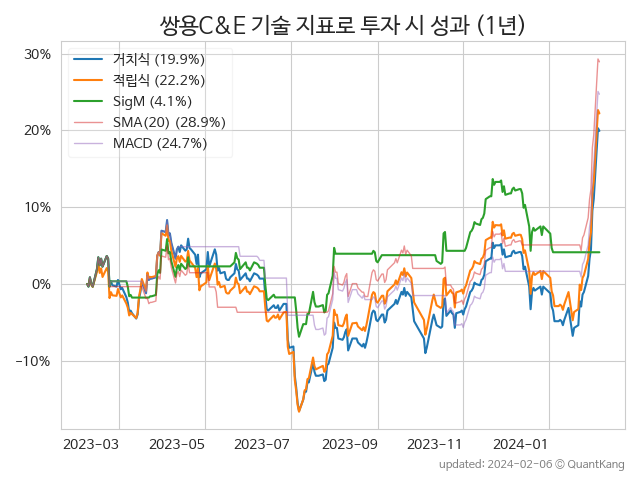 쌍용C&E 기술 지표로 투자 시 성과 (1년)
30%
20%
10%
0%
−10%
거치식 (19.9%)
적립식 (22.2%)
SigM (4.1%)
SMA(20) (28.9%)
MACD (24.7%)
2023-03 2023-05 2023-07 2023-09 2023-11 2024-01
updated: 2024-02-06 © QuantKang